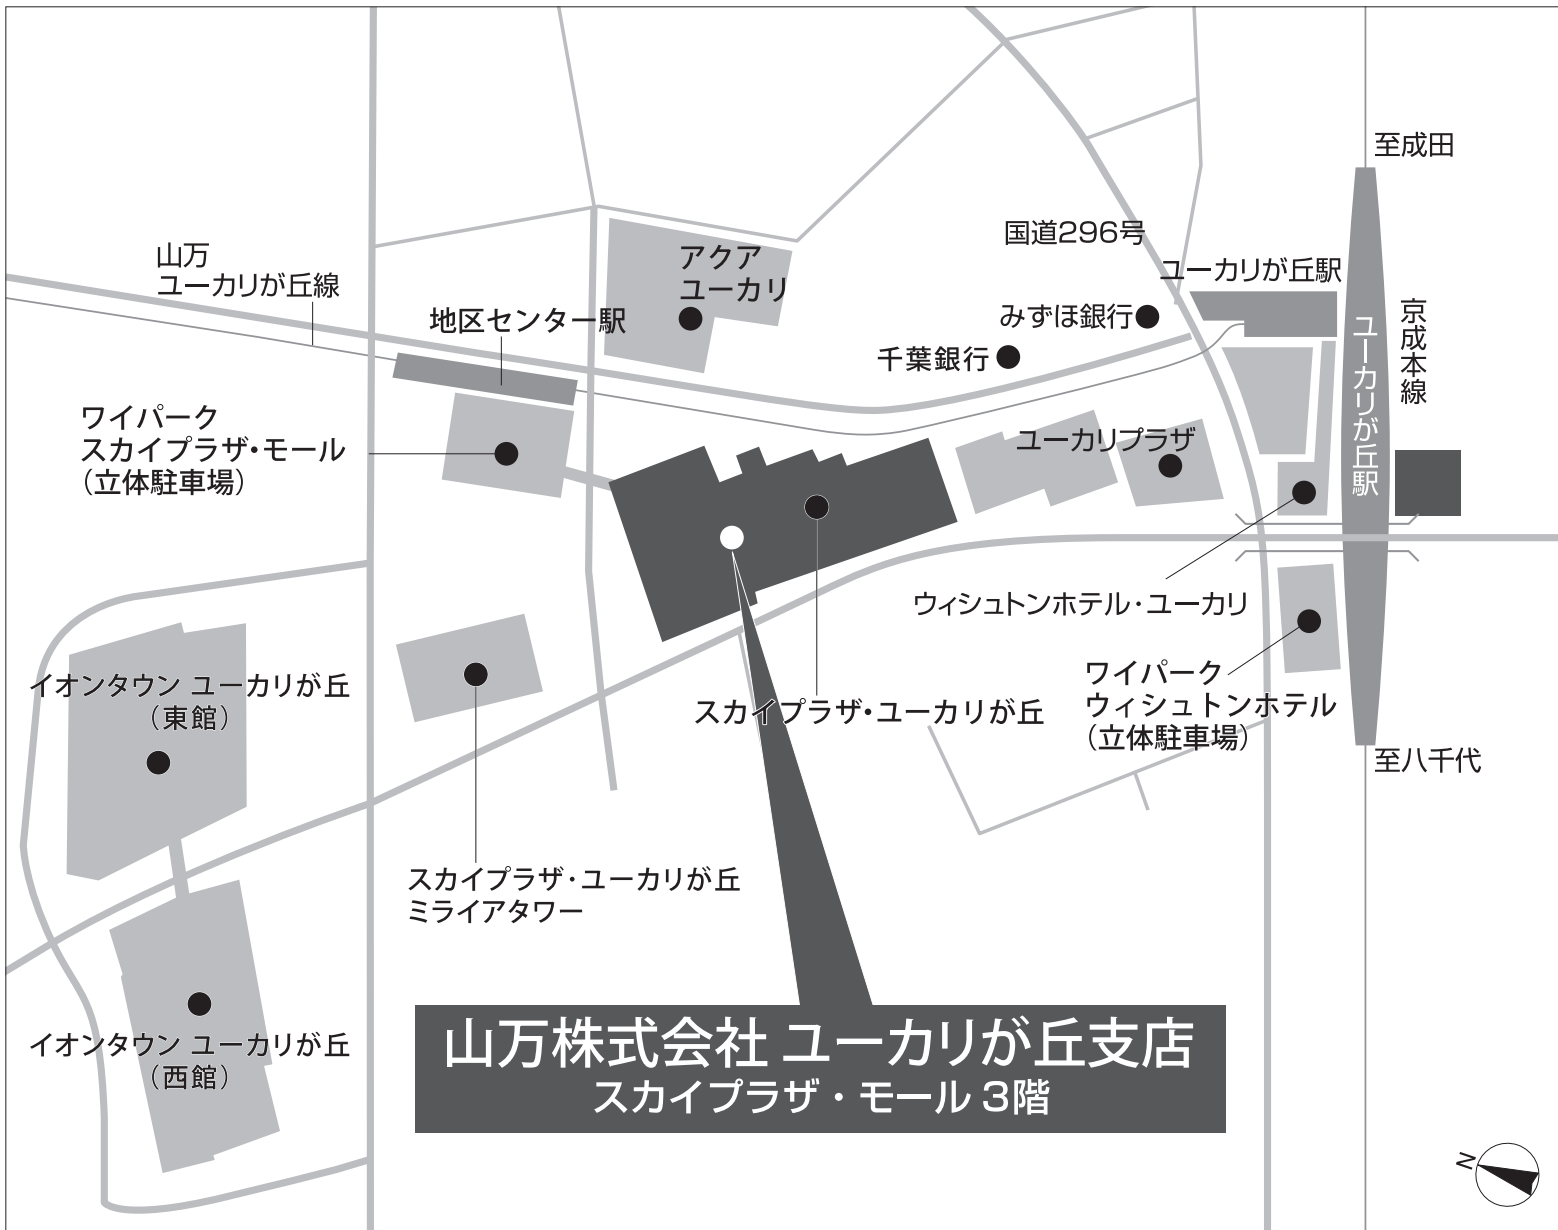 至成田
国道296号
山万
ユーカリが丘線
アクア
ユーカリ
ユーカリが丘駅
地区センター駅
みずほ銀行
京成本線
千葉銀行
ユーカリが丘駅
ワイパーク
スカイプラザ・モール
（立体駐車場）
ユーカリプラザ
ウィシュトンホテル・ユーカリ
イオンタウン ユーカリが丘
（東館）
ワイパーク
ウィシュトンホテル
（立体駐車場）
スカイプラザ・ユーカリが丘
至八千代
スカイプラザ・ユーカリが丘
ミライアタワー
イオンタウン ユーカリが丘
（西館）
山万株式会社 ユーカリが丘支店
スカイプラザ・モール 3階
N